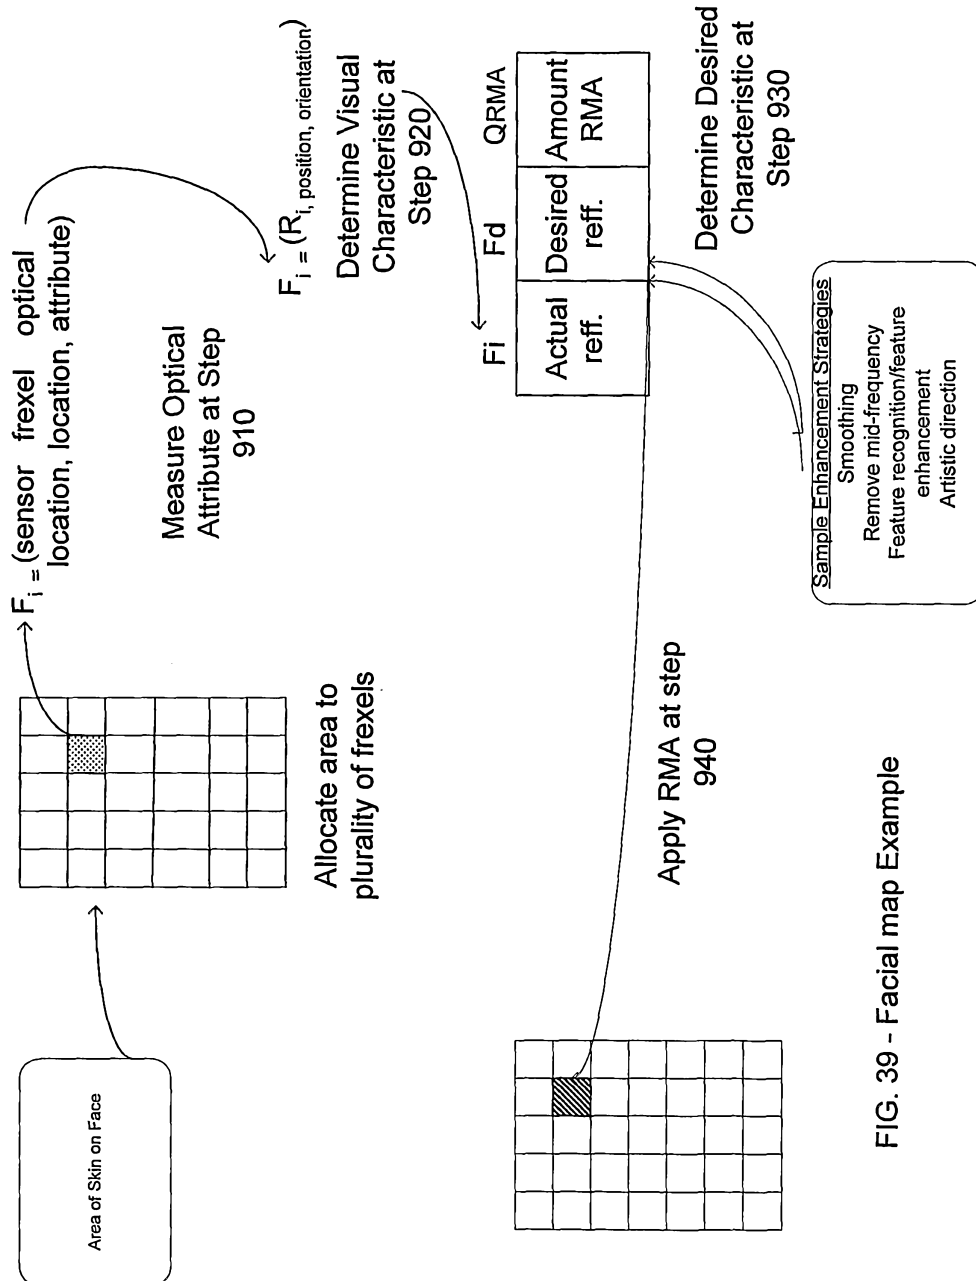 Area of Skin on Face
Allocate area to
plurality of frexels
F i = (sensor frexel optical
location, location, attribute)
Measure Optical
Attribute at Step
910
F i = (R i, position, orientation)
Determine Visual
Characteristic at
Step 920
Fi Fd QRMA
Actual reff.
Desired reff.
Amount RMA
Determine Desired
Characteristic at
Step 930
Sample Enhancement Strategies
Smoothing
Remove mid-frequency
Feature recognition/feature
enhancement
Artistic direction
Apply RMA at step
940
FIG. 39 - Facial map Example